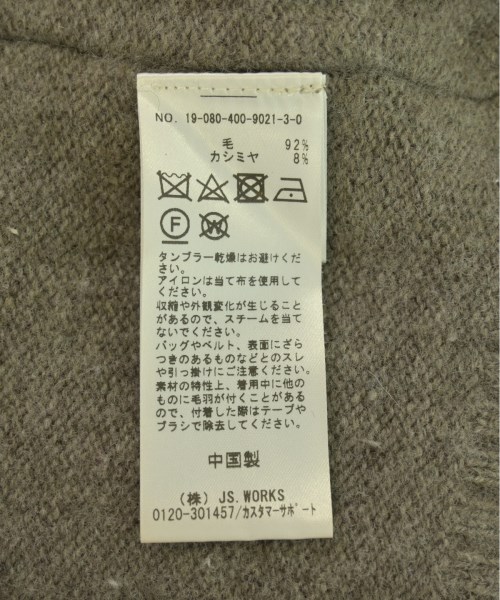 NO. 19-080-400-9021-3-0
毛 92%
カシミヤ 8%
F W
タンブラー乾燥はお避けくだ
さい。
アイロンは当て布を使用して
ください。
収縮や外観変化が生じること
があるので、スチームを当て
ないでください。
バッグやベルト、表面にざら
つきのあるものなどとのスレ
や引っ掛けにご注意ください。
素材の特性上、着用中に他の
ものに毛羽が付くことがある
ので、付着した際はテープや
ブラシで除去してください。
中国製
(株) JS.WORKS
0120-301457/カスタマーサポート